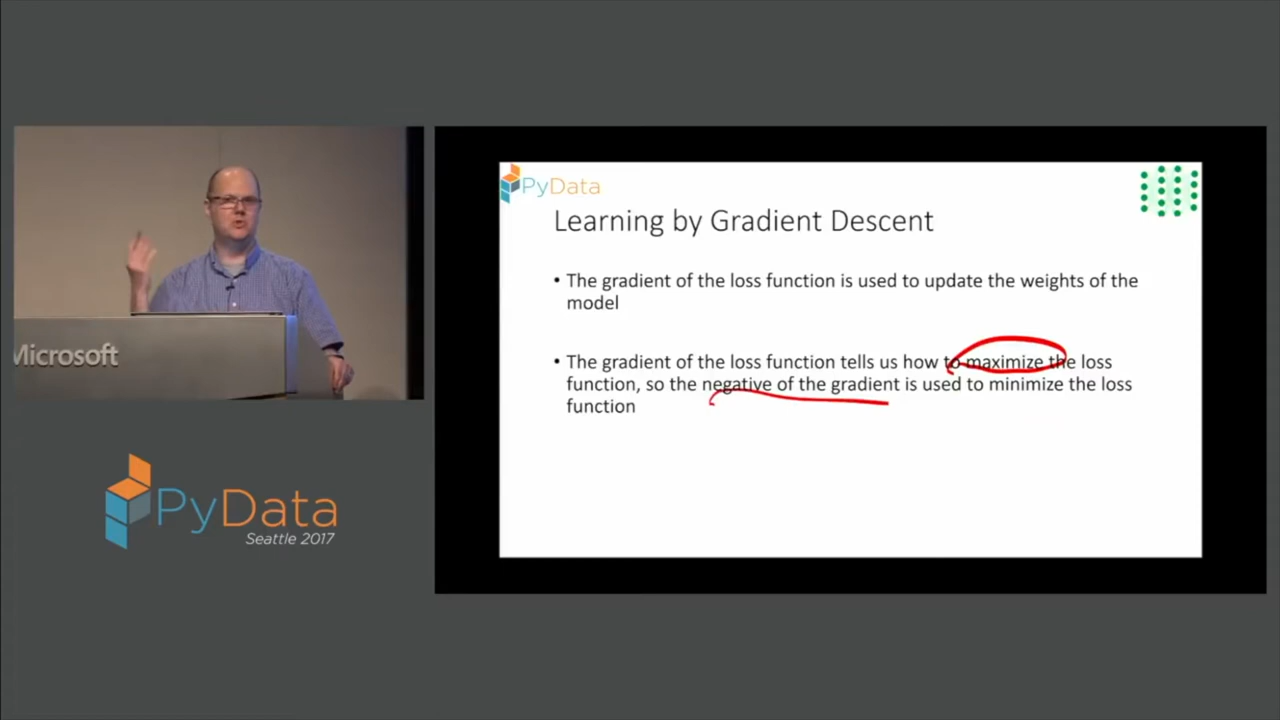 Microsoft
PyData
Seattle 2017
PyData
Learning by Gradient Descent
• The gradient of the loss function is used to update the weights of the
model
• The gradient of the loss function tells us how to maximize the loss
function, so the negative of the gradient is used to minimize the loss
function